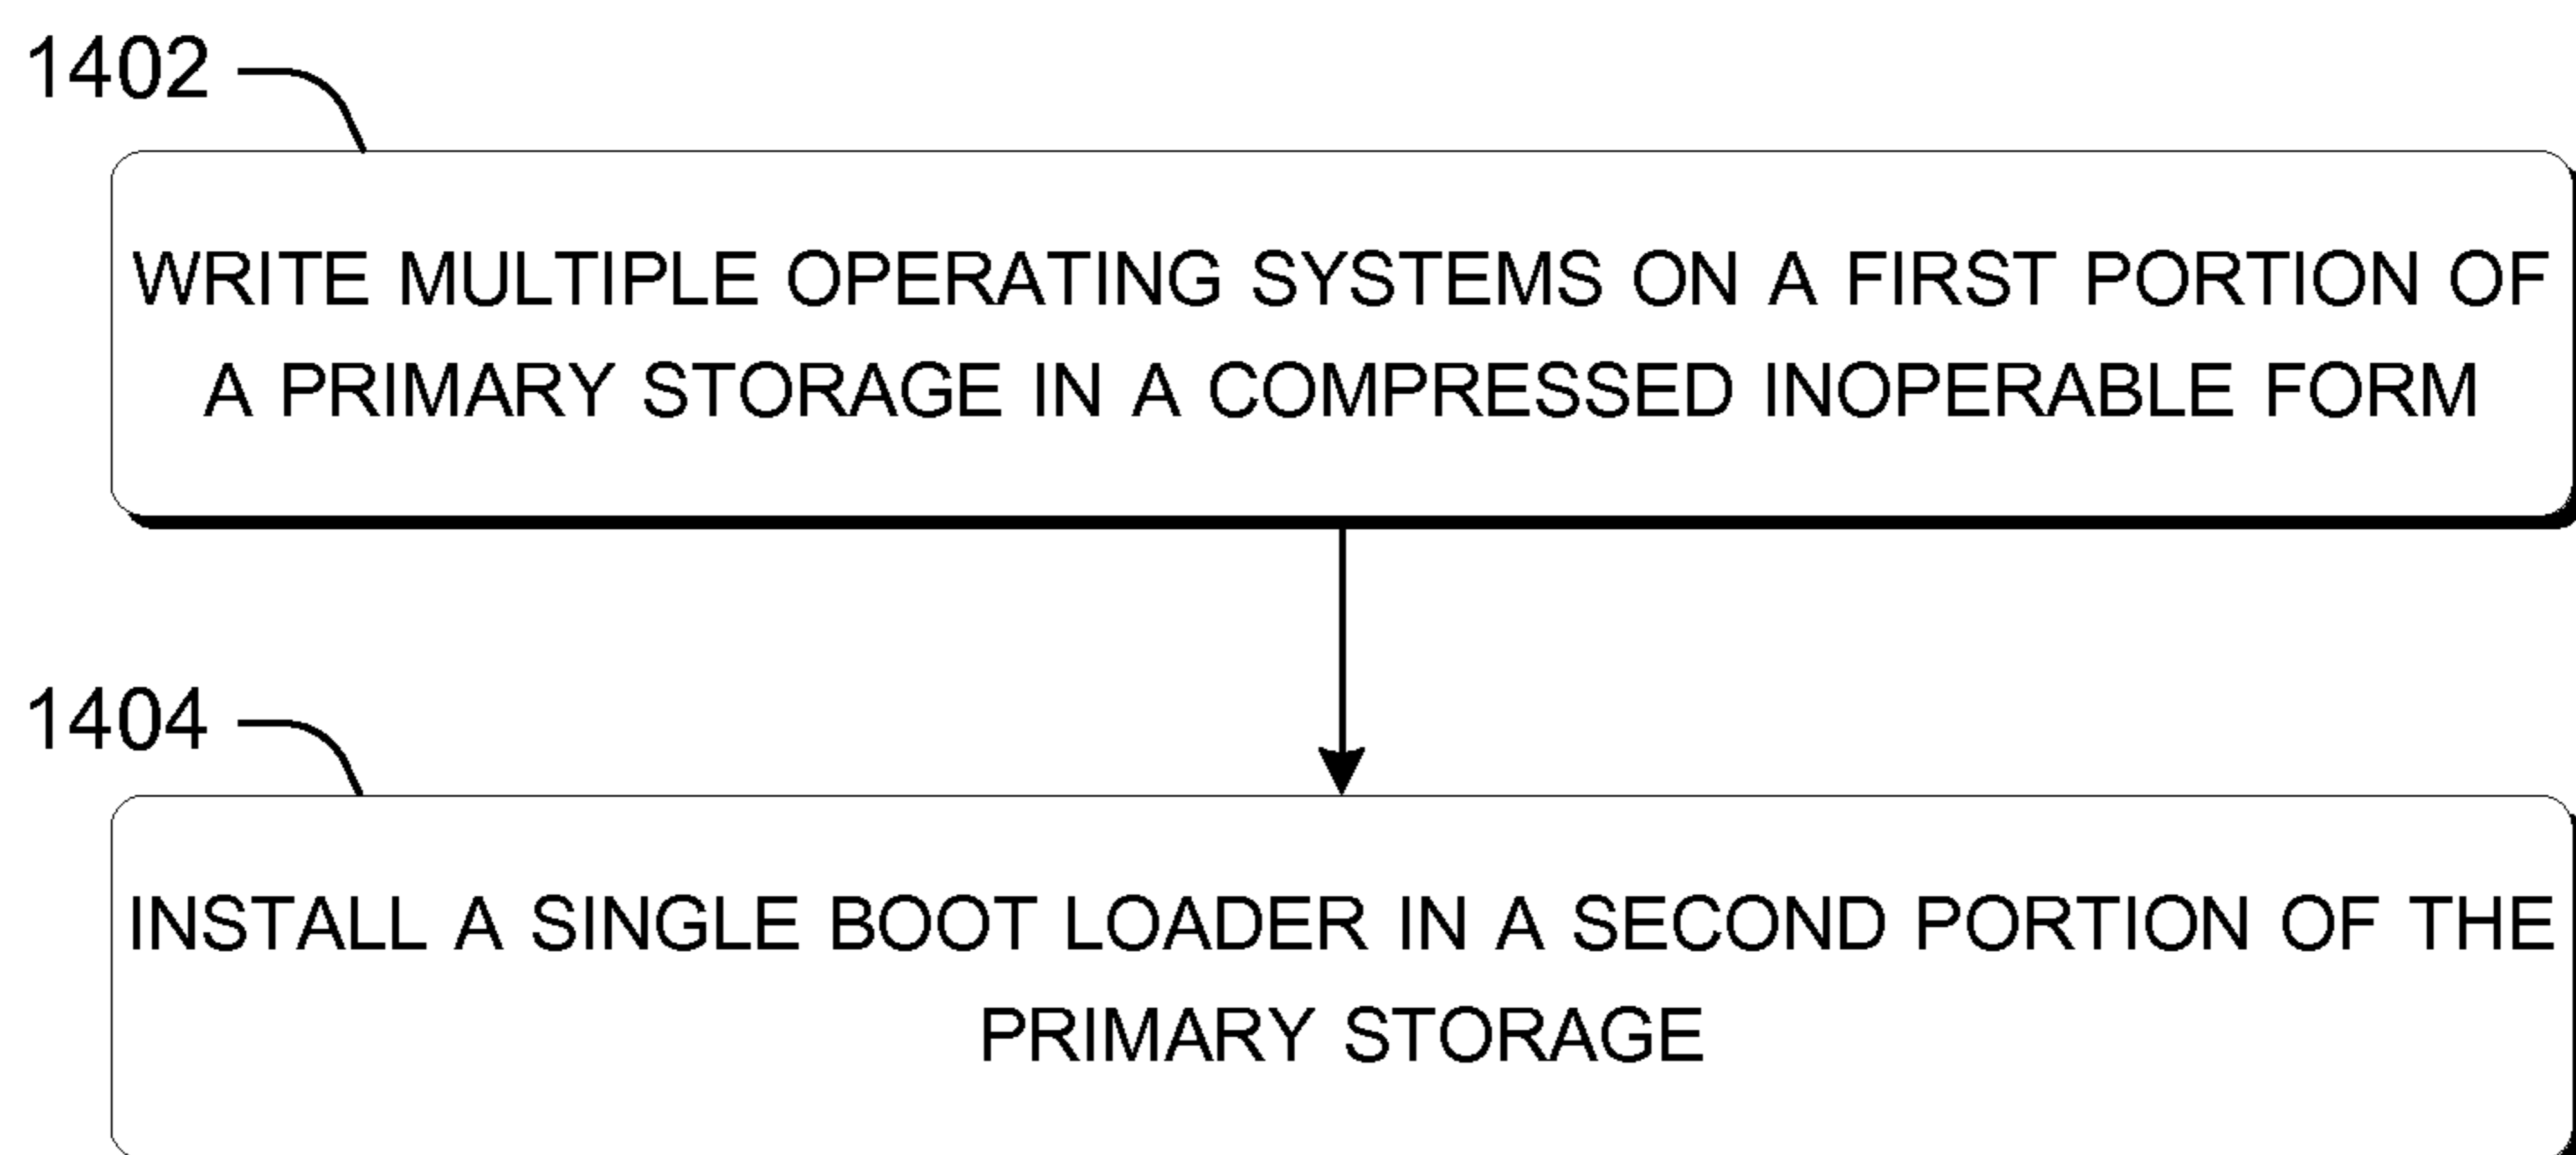 1402
WRITE MULTIPLE OPERATING SYSTEMS ON A FIRST PORTION OF
A PRIMARY STORAGE IN A COMPRESSED INOPERABLE FORM
1404
INSTALL A SINGLE BOOT LOADER IN A SECOND PORTION OF THE
PRIMARY STORAGE